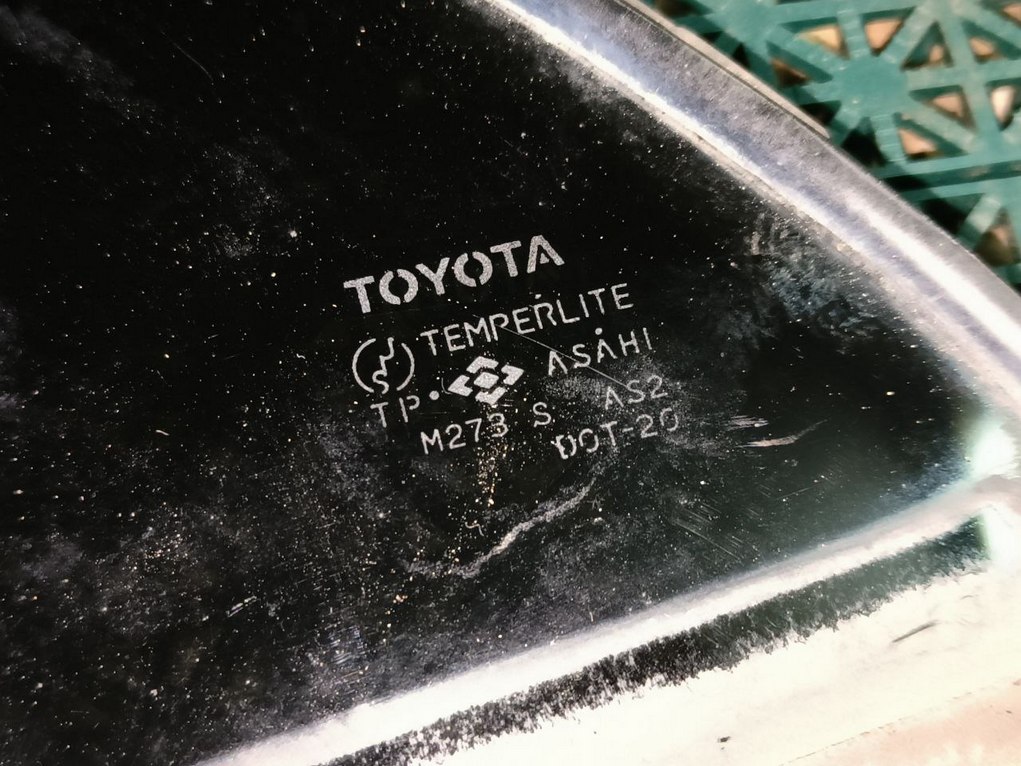 TOYOTA
TEMPERLITE
TP. ASAHI
M273 S AS2
DOT-20